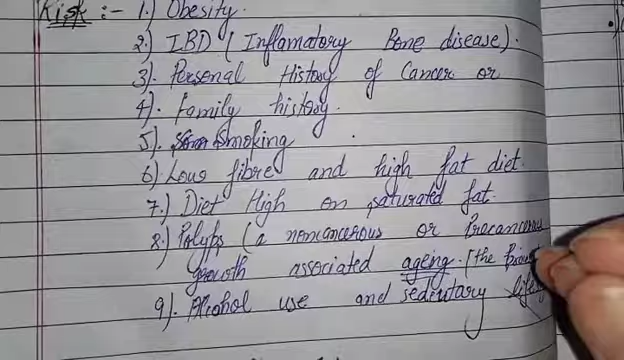 Risk :- 1.) Obesity.
2.) IBD (Inflamatory Bone disease).
3). Personal History of Cancer or
4). Family history.
5). Smoking
6) Low fibre and high fat diet.
7.) Diet High on saturated fat.
8.) Polyps (a noncancerous or Precancerous
growth associated ageing. (the
9). Alcohol use and sedentary